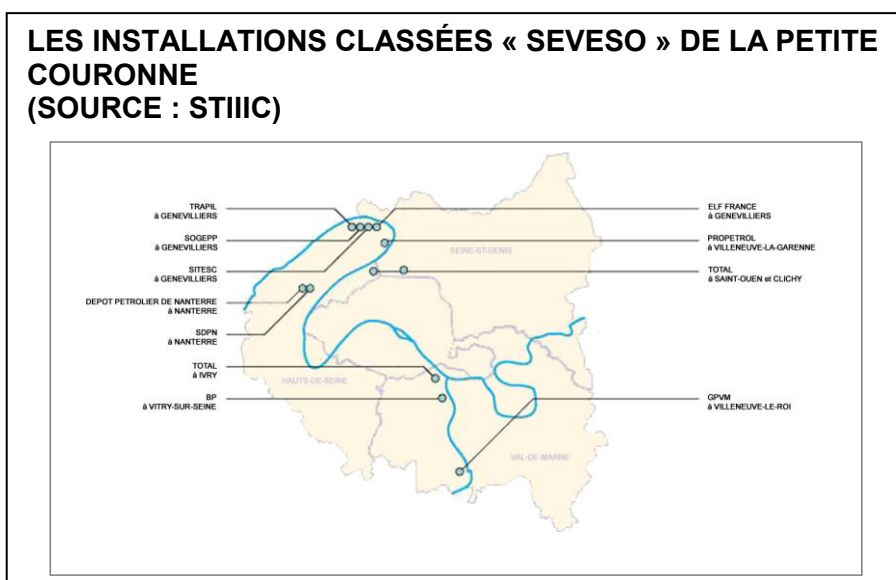 LES INSTALLATIONS CLASSÉES « SEVESO » DE LA PETITE
COURONNE
(SOURCE : STIIIC)
TRAPIL
à GENEVILLIERS
SOGEPP
à GENEVILLIERS
SITESC
à GENEVILLIERS
DEPOT PETROLIER DE NANTERRE
à NANTERRE
SDPN
à NANTERRE
TOTAL
à IVRY
BP
à VITRY-SUR-SEINE
ELF FRANCE
à GENEVILLIERS
PROPETROL
à VILLENEUVE-LA-GARENNE
TOTAL
à SAINT-OUEN et CLICHY
GPVM
à VILLENEUVE-LE-ROI
SEINE-ST-DENIS
HAUTS-DE-SEINE
VAL-DE-MARNE